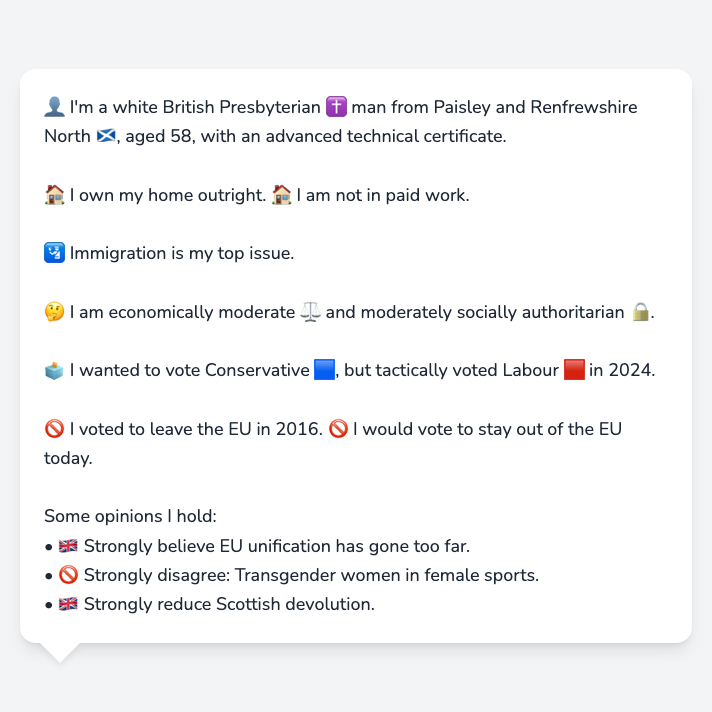 👤 I'm a white British Presbyterian ✝️ man from Paisley and Renfrewshire
North 🏴󠁧󠁢󠁳󠁣󠁴󠁿, aged 58, with an advanced technical certificate.
🏠 I own my home outright. 🏠 I am not in paid work.
🛂 Immigration is my top issue.
🤔 I am economically moderate ⚖️ and moderately socially authoritarian 🔒.
🗳️ I wanted to vote Conservative 🟦, but tactically voted Labour 🟥 in 2024.
🚫 I voted to leave the EU in 2016. 🚫 I would vote to stay out of the EU
today.
Some opinions I hold:
• 🇬🇧 Strongly believe EU unification has gone too far.
• 🚫 Strongly disagree: Transgender women in female sports.
• 🇬🇧 Strongly reduce Scottish devolution.